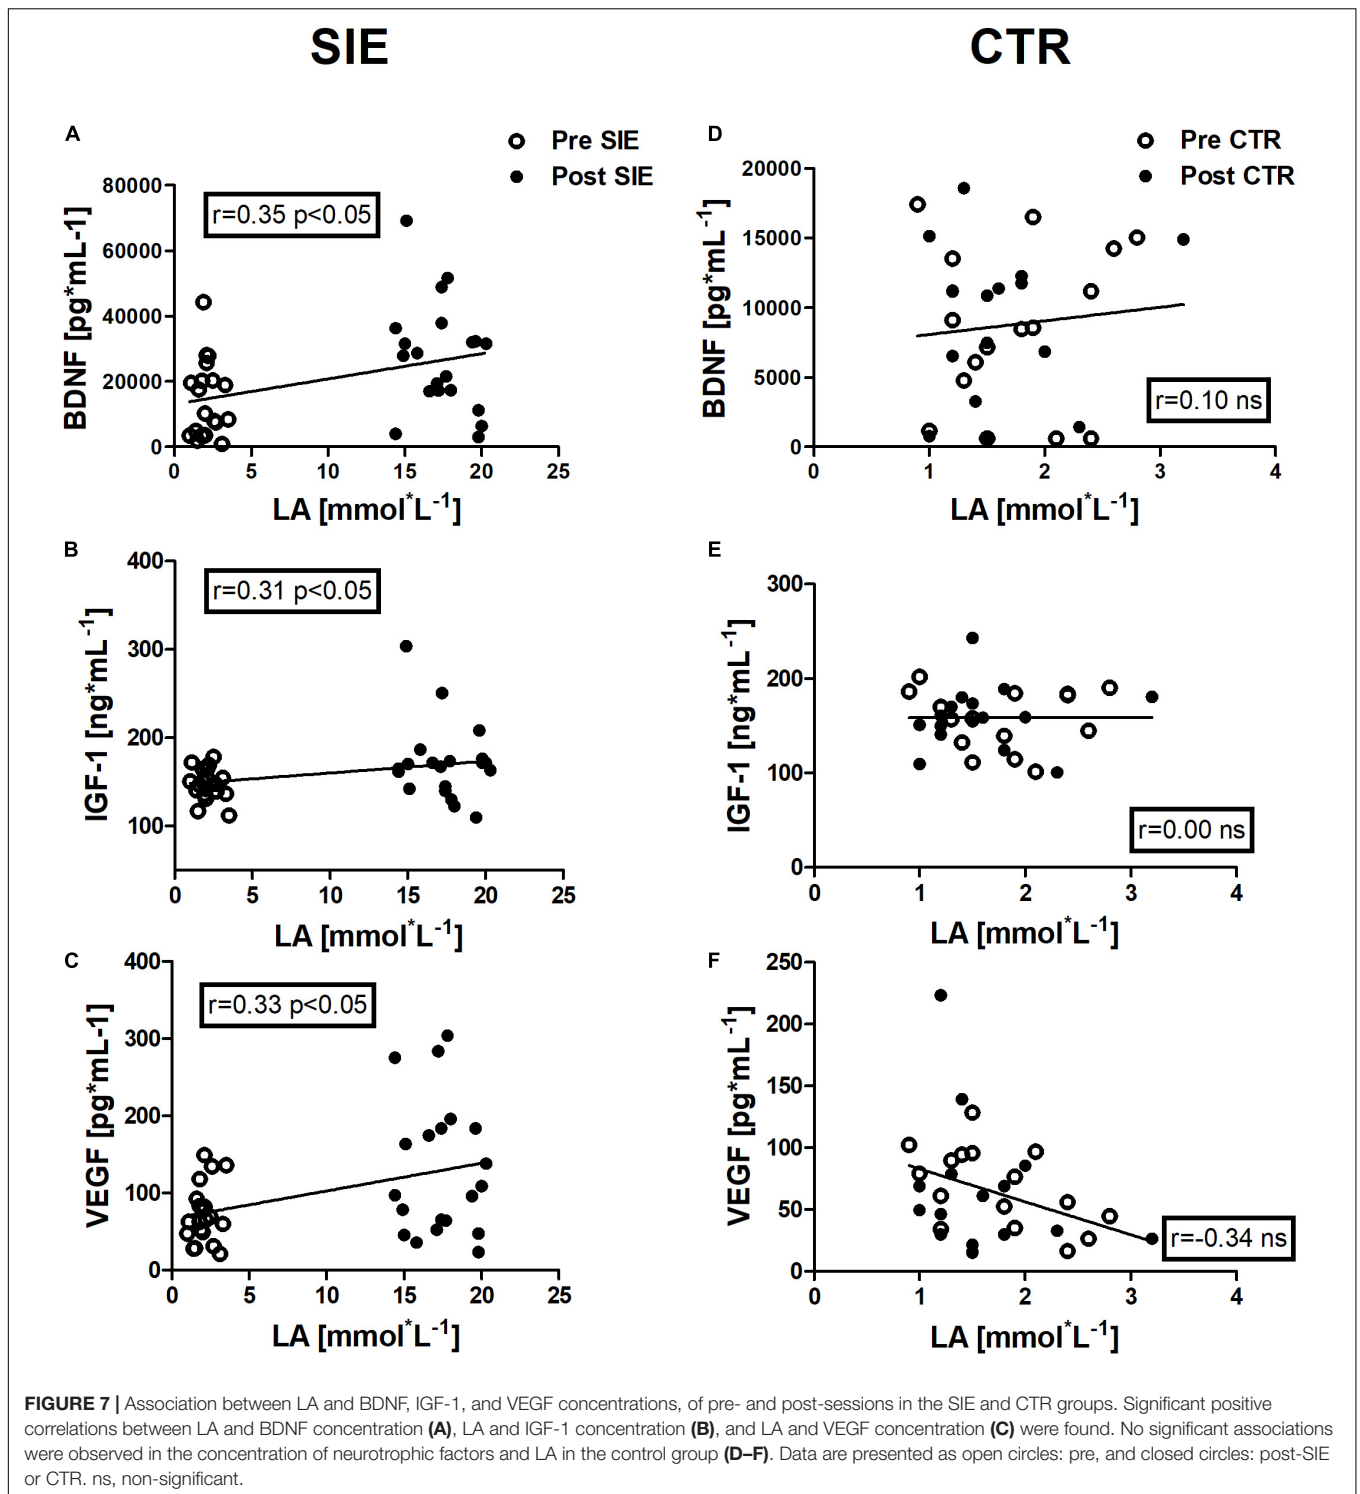 SIE
CTR
A
Pre SIE
Post SIE
80000
60000
40000
20000
0
r=0.35 p<0.05
BDNF [pg*mL-1]
0 5 10 15 20 25
LA [mmol*L-1]
D
Pre CTR
Post CTR
20000
15000
10000
5000
0
r=0.10 ns
BDNF [pg*mL-1]
0 1 2 3 4
LA [mmol*L-1]
B
400
300
200
100
r=0.31 p<0.05
IGF-1 [ng*mL-1]
0 5 10 15 20 25
LA [mmol*L-1]
E
300
200
100
0
r=0.00 ns
IGF-1 [ng*mL-1]
0 1 2 3 4
LA [mmol*L-1]
C
400
300
200
100
0
r=0.33 p<0.05
VEGF [pg*mL-1]
0 5 10 15 20 25
LA [mmol*L-1]
F
250
200
150
100
50
0
r=-0.34 ns
VEGF [pg*mL-1]
0 1 2 3 4
LA [mmol*L-1]
FIGURE 7 | Association between LA and BDNF, IGF-1, and VEGF concentrations, of pre- and post-sessions in the SIE and CTR groups. Significant positive
correlations between LA and BDNF concentration (A), LA and IGF-1 concentration (B), and LA and VEGF concentration (C) were found. No significant associations
were observed in the concentration of neurotrophic factors and LA in the control group (D–F). Data are presented as open circles: pre, and closed circles: post-SIE
or CTR. ns, non-significant.